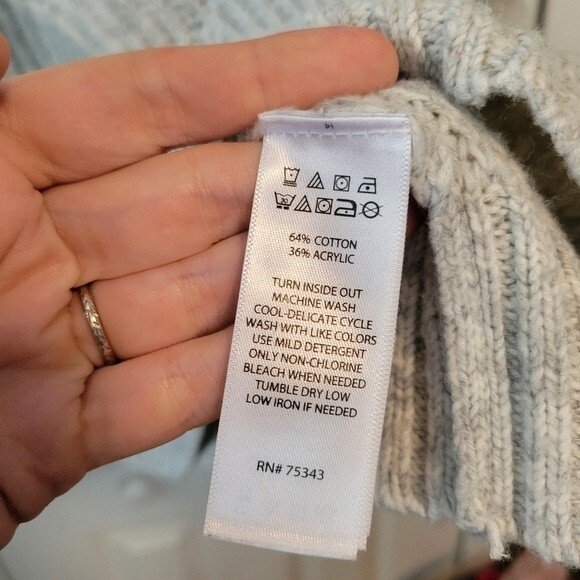 30
64% COTTON
36% ACRYLIC
TURN INSIDE OUT
MACHINE WASH
COOL-DELICATE CYCLE
WASH WITH LIKE COLORS
USE MILD DETERGENT
ONLY NON-CHLORINE
BLEACH WHEN NEEDED
TUMBLE DRY LOW
LOW IRON IF NEEDED
RN# 75343